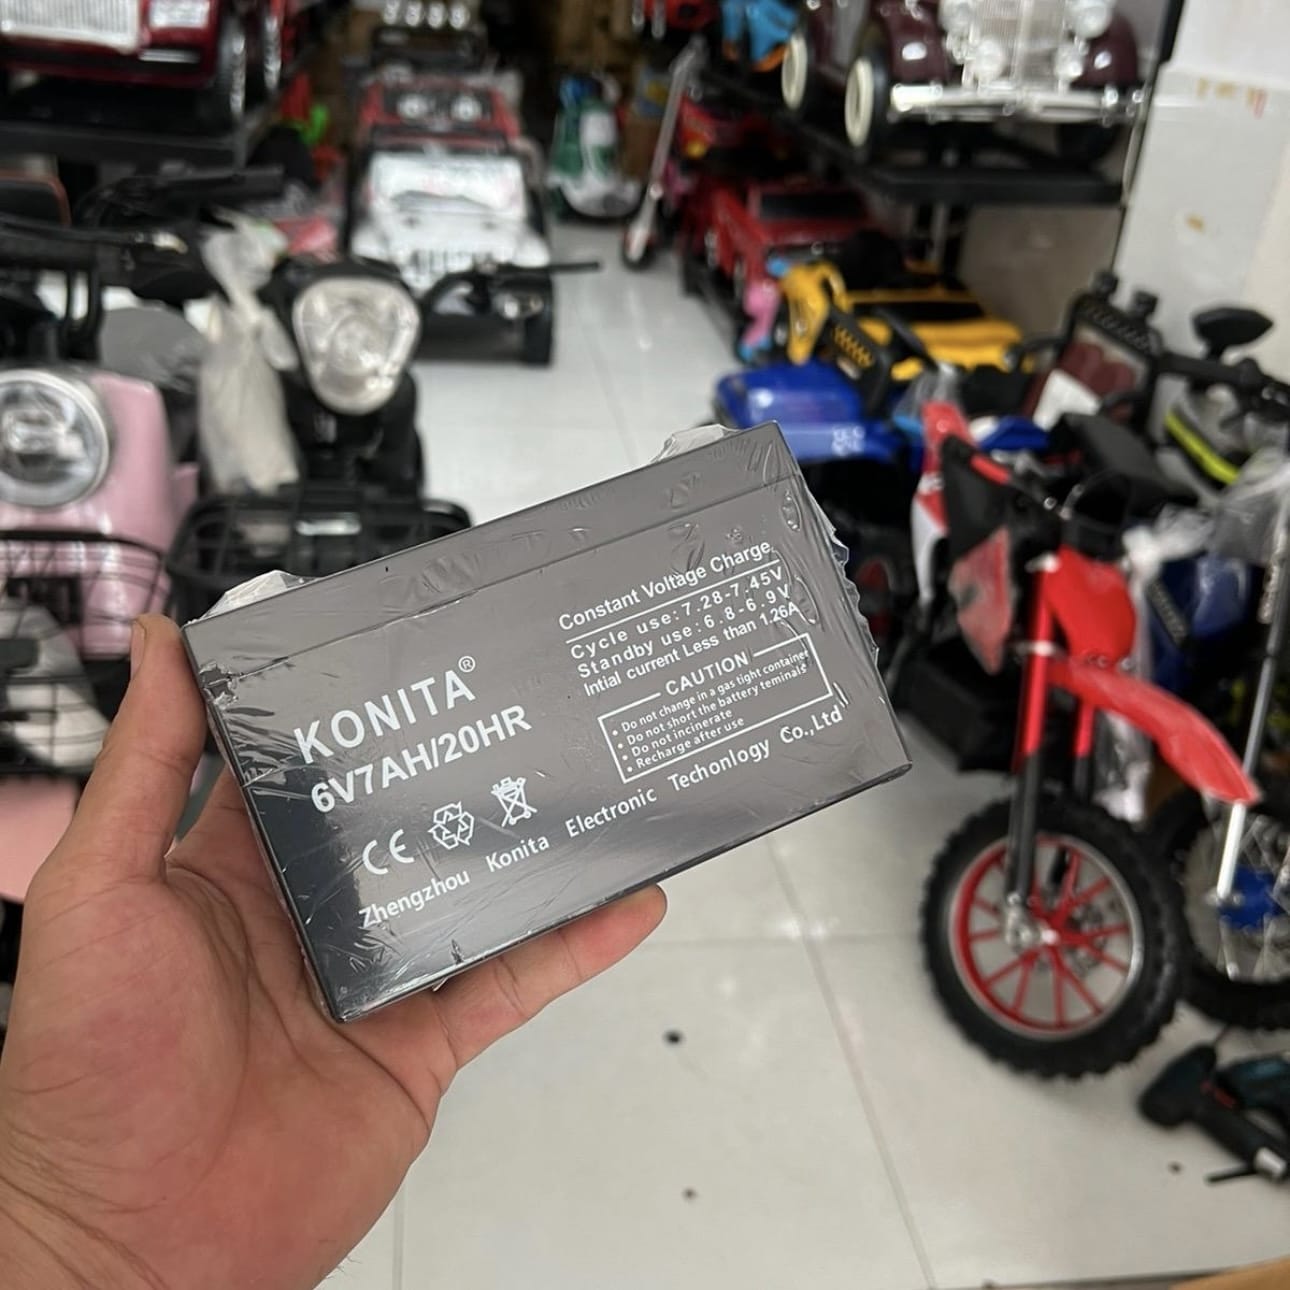 KONITA®
6V7AH/20HR
Constant Voltage Charge
Cycle use:7.28-7.45V
Standby use:6.8-6.9V
Intial current Less than 1.26A
CAUTION
• Do not change in a gas tight container
• Do not short the battery teminals
• Do not incinerate
• Recharge after use
CE
Zhengzhou Konita Electronic Techonlogy Co.,Ltd